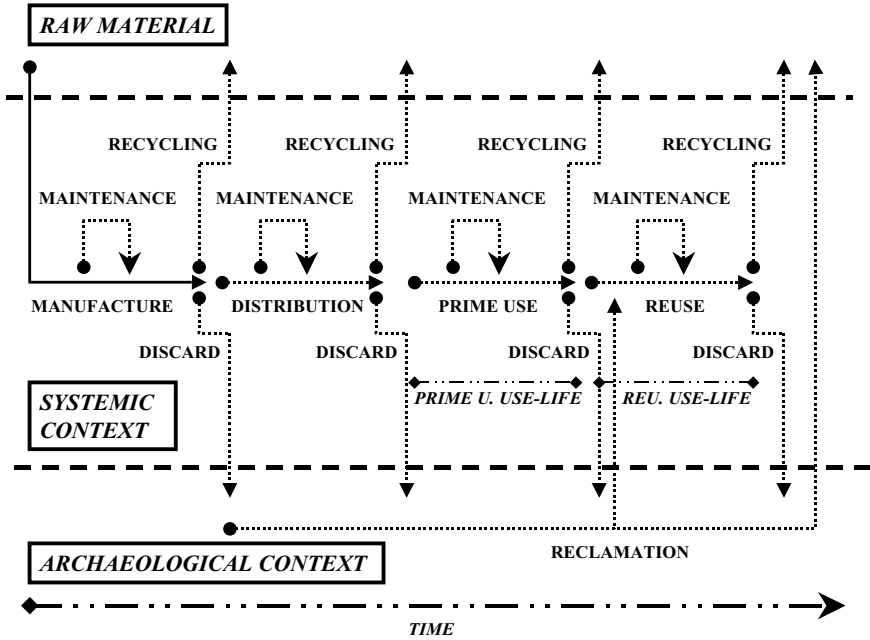 RAW MATERIAL
RECYCLING RECYCLING RECYCLING RECYCLING
MAINTENANCE MAINTENANCE MAINTENANCE MAINTENANCE
MANUFACTURE DISTRIBUTION PRIME USE REUSE
DISCARD DISCARD DISCARD DISCARD
PRIME U. USE-LIFE REU. USE-LIFE
SYSTEMIC
CONTEXT
RECLAMATION
ARCHAEOLOGICAL CONTEXT
TIME